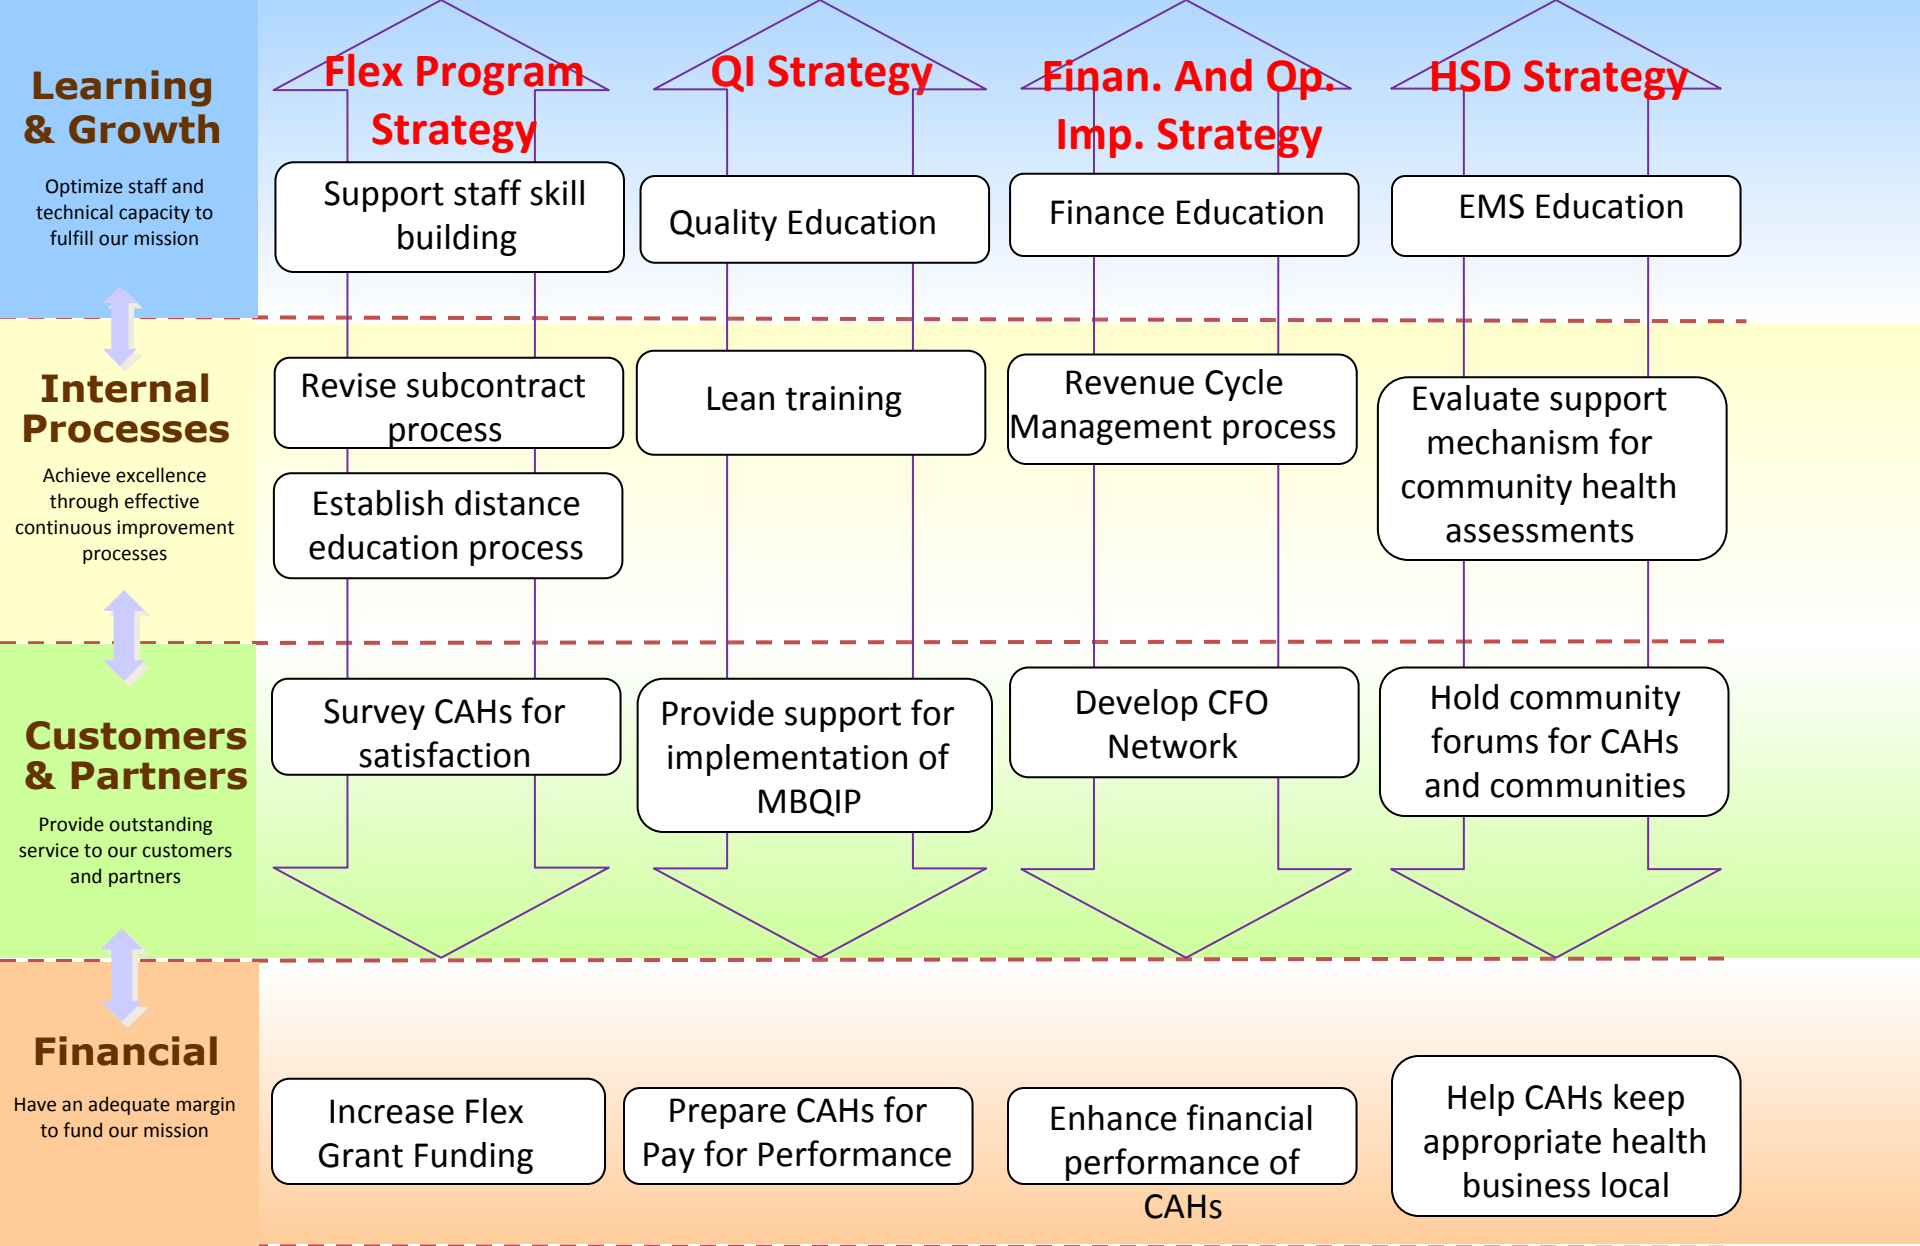 Learning
& Growth
Optimize staff and
technical capacity to
fulfill our mission
Flex Program
Strategy
QI Strategy
Finan. And Op.
Imp. Strategy
HSD Strategy
Support staff skill
building
Quality Education
Finance Education
EMS Education
Internal
Processes
Achieve excellence
through effective
continuous improvement
processes
Revise subcontract
process
Establish distance
education process
Lean training
Revenue Cycle
Management process
Evaluate support
mechanism for
community health
assessments
Customers
& Partners
Provide outstanding
service to our customers
and partners
Survey CAHs for
satisfaction
Provide support for
implementation of
MBQIP
Develop CFO
Network
Hold community
forums for CAHs
and communities
Financial
Have an adequate margin
to fund our mission
Increase Flex
Grant Funding
Prepare CAHs for
Pay for Performance
Enhance financial
performance of
CAHs
Help CAHs keep
appropriate health
business local